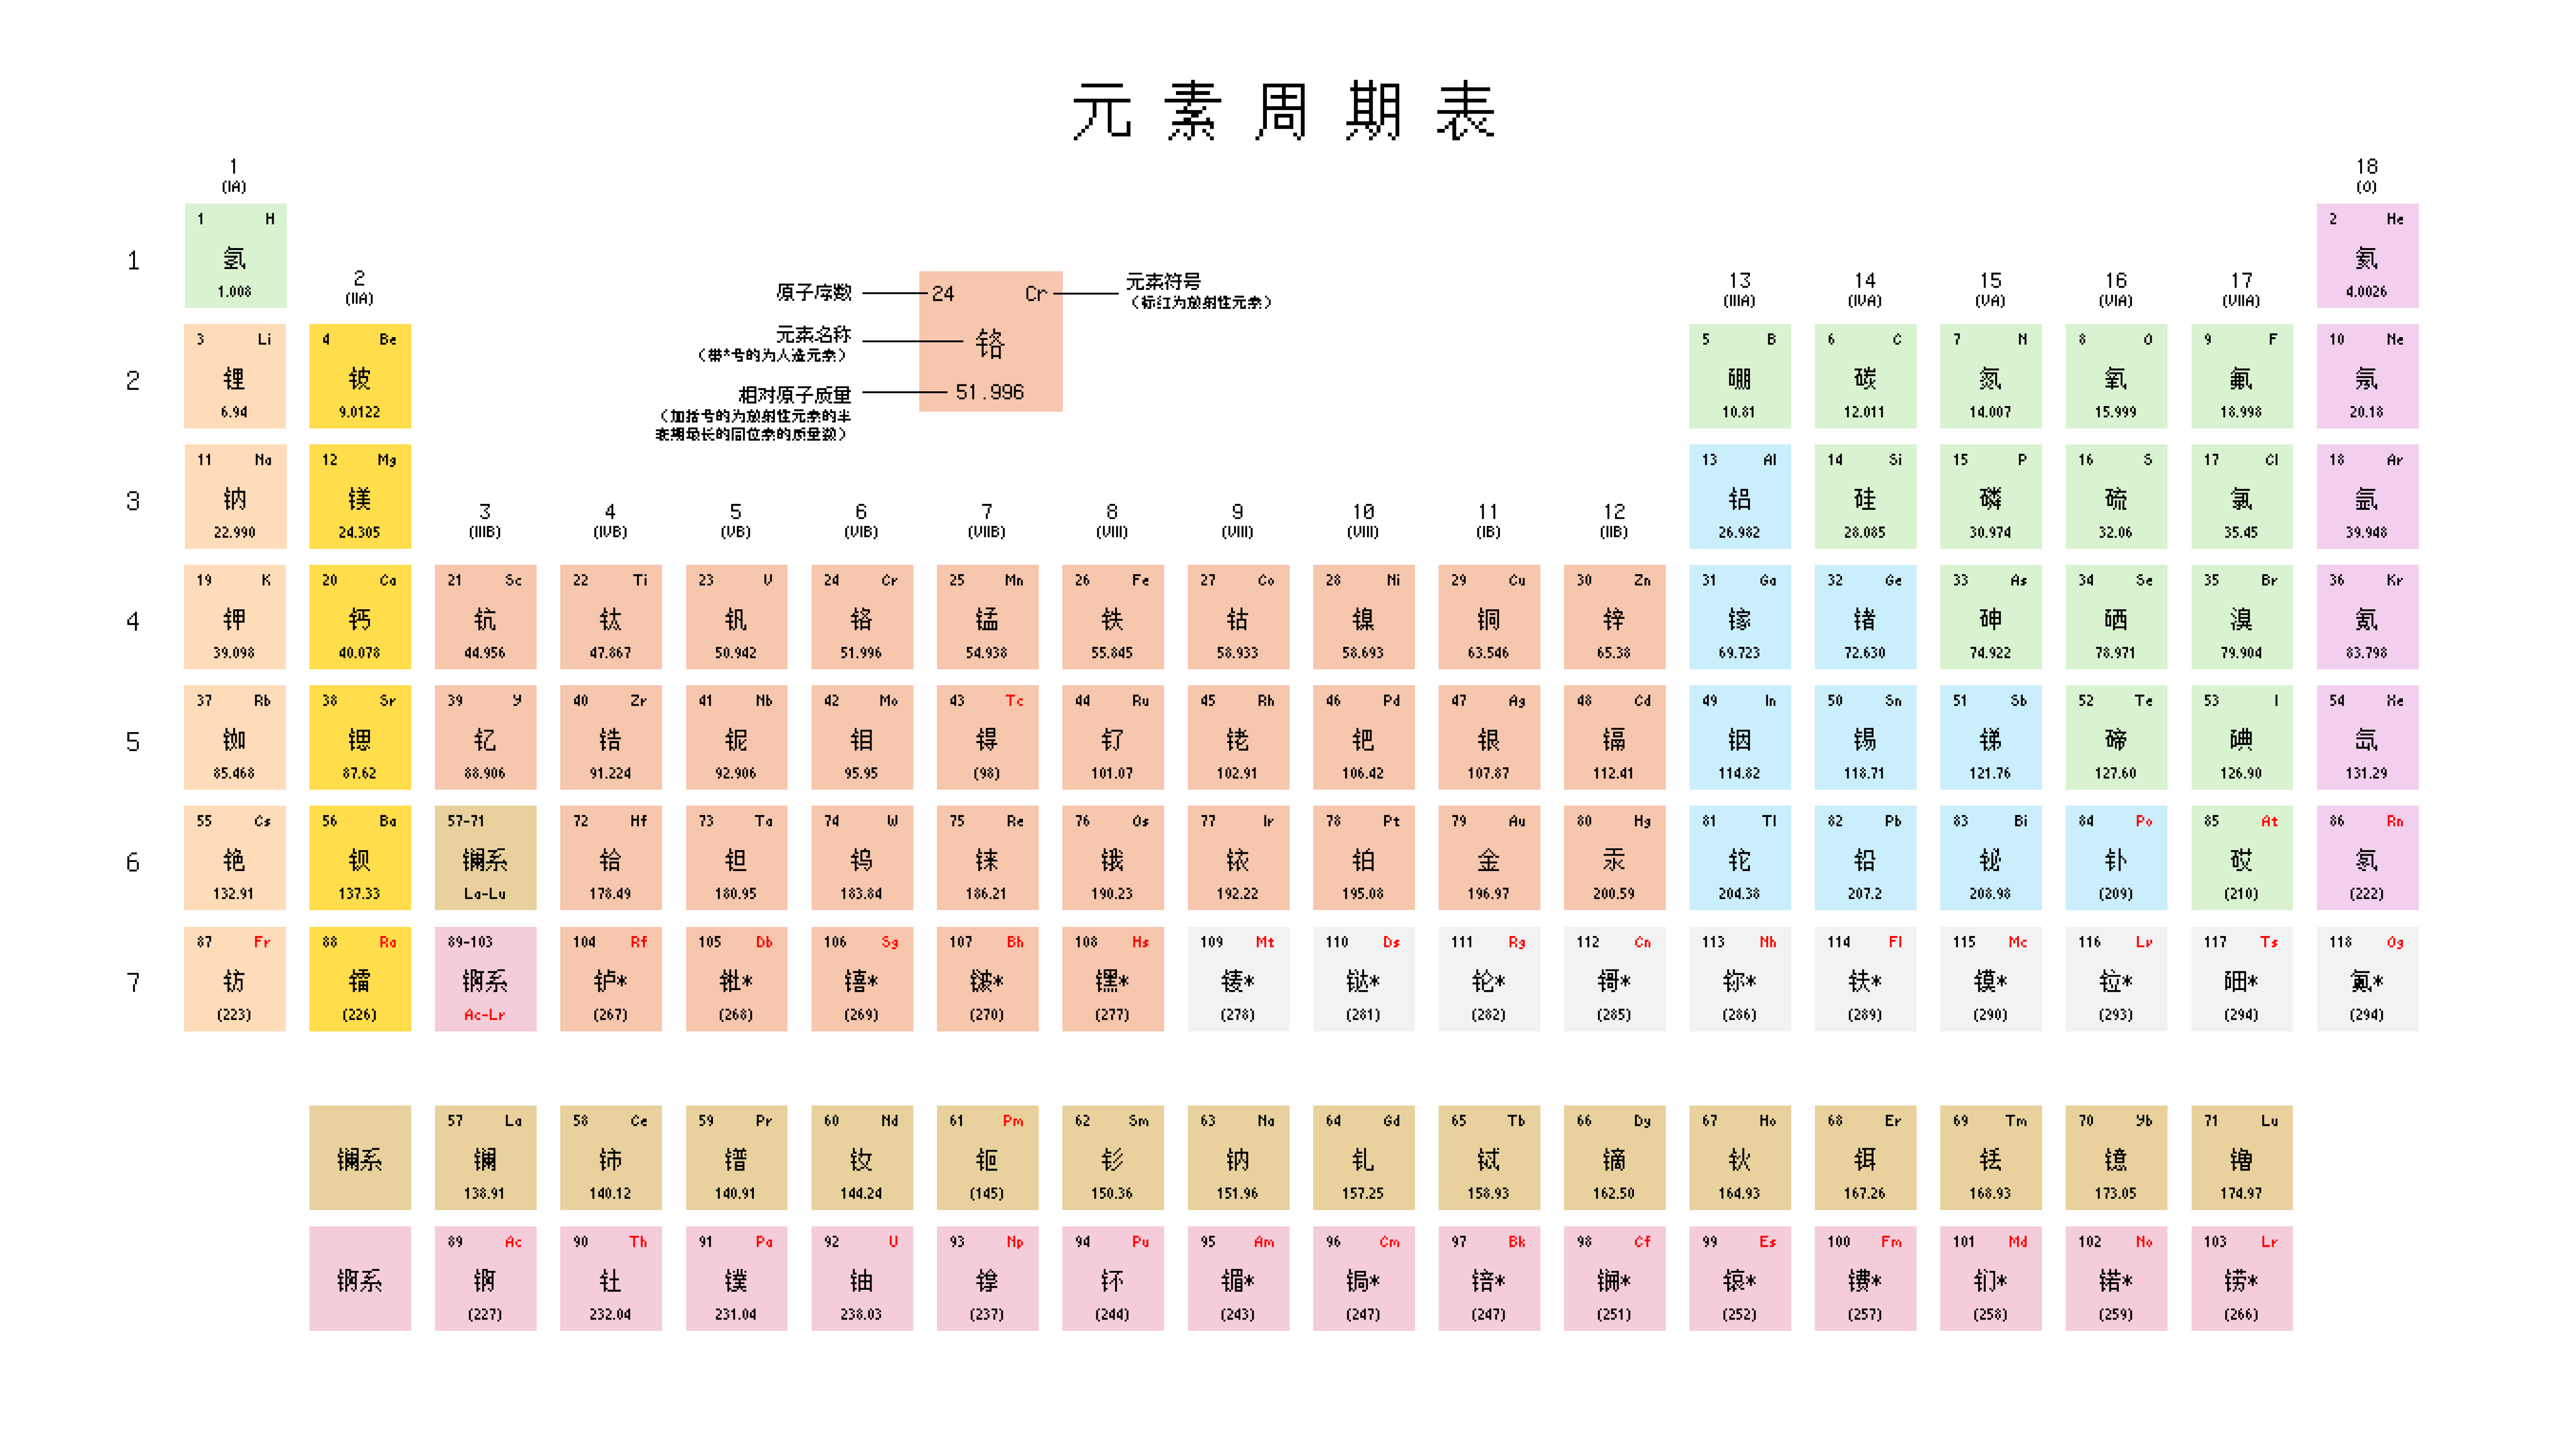 元素周期表
1
(IA)
18
(0)
1 H
氢
1.008
2 He
氦
4.0026
1
2
(IIA)
原子序数
24 Cr
元素符号
（标红为放射性元素）
元素名称
（带*号的为人造元素）
铬
相对原子质量
51.996
（加括号的为放射性元素的半
衰期最长的同位素的质量数）
13 14 15 16 17
(IIIA) (IVA) (VA) (VIA) (VIIA)
3 Li 4 Be 5 B 6 C 7 N 8 O 9 F 10 Ne
2 锂 铍 硼 碳 氮 氧 氟 氖
6.94 9.0122 10.81 12.011 14.007 15.999 18.998 20.18
11 Na 12 Mg 13 Al 14 Si 15 P 16 S 17 Cl 18 Ar
3 钠 镁 铝 硅 磷 硫 氯 氩
22.990 24.305 26.982 28.085 30.974 32.06 35.45 39.948
3 4 5 6 7 8 9 10 11 12
(IIIB) (IVB) (VB) (VIB) (VIIB) (VIII) (VIII) (VIII) (IB) (IIB)
19 K 20 Ca 21 Sc 22 Ti 23 V 24 Cr 25 Mn 26 Fe 27 Co 28 Ni 29 Cu 30 Zn 31 Ga 32 Ge 33 As 34 Se 35 Br 36 Kr
4 钾 钙 钪 钛 钒 铬 锰 铁 钴 镍 铜 锌 镓 锗 砷 硒 溴 氪
39.098 40.078 44.956 47.867 50.942 51.996 54.938 55.845 58.933 58.693 63.546 65.38 69.723 72.630 74.922 78.971 79.904 83.798
37 Rb 38 Sr 39 Y 40 Zr 41 Nb 42 Mo 43 Tc 44 Ru 45 Rh 46 Pd 47 Ag 48 Cd 49 In 50 Sn 51 Sb 52 Te 53 I 54 Xe
5 铷 锶 钇 锆 铌 钼 锝 钌 铑 钯 银 镉 铟 锡 锑 碲 碘 氙
85.468 87.62 88.906 91.224 92.906 95.95 (98) 101.07 102.91 106.42 107.87 112.41 114.82 118.71 121.76 127.60 126.90 131.29
55 Cs 56 Ba 57-71 72 Hf 73 Ta 74 W 75 Re 76 Os 77 Ir 78 Pt 79 Au 80 Hg 81 Tl 82 Pb 83 Bi 84 Po 85 At 86 Rn
6 铯 钡 镧系 铪 钽 钨 铼 锇 铱 铂 金 汞 铊 铅 铋 钋 砹 氡
132.91 137.33 La-Lu 178.49 180.95 183.84 186.21 190.23 192.22 195.08 196.97 200.59 204.38 207.2 208.98 (209) (210) (222)
87 Fr 88 Ra 89-103 104 Rf 105 Db 106 Sg 107 Bh 108 Hs 109 Mt 110 Ds 111 Rg 112 Cn 113 Nh 114 Fl 115 Mc 116 Lv 117 Ts 118 Og
7 钫 镭 锕系 𬬻* 𬭊* 𬭳* 𬭛* 𬭶* 鿏* 𫟼* 𬬭* 鿔* 鿭* 𫓧* 镆* 𫟷* 鿬* 鿫*
(223) (226) Ac-Lr (267) (268) (269) (270) (277) (278) (281) (282) (285) (286) (289) (290) (293) (294) (294)
57 La 58 Ce 59 Pr 60 Nd 61 Pm 62 Sm 63 Na 64 Gd 65 Tb 66 Dy 67 Ho 68 Er 69 Tm 70 Yb 71 Lu
镧系 镧 铈 镨 钕 钷 钐 钠 钆 铽 镝 钬 铒 铥 镱 镥
138.91 140.12 140.91 144.24 (145) 150.36 151.96 157.25 158.93 162.50 164.93 167.26 168.93 173.05 174.97
89 Ac 90 Th 91 Pa 92 U 93 Np 94 Pu 95 Am 96 Cm 97 Bk 98 Cf 99 Es 100 Fm 101 Md 102 No 103 Lr
锕系 锕 钍 镤 铀 镎 钚 镅* 锔* 锫* 锎* 锿* 镄* 钔* 锘* 铹*
(227) 232.04 231.04 238.03 (237) (244) (243) (247) (247) (251) (252) (257) (258) (259) (266)